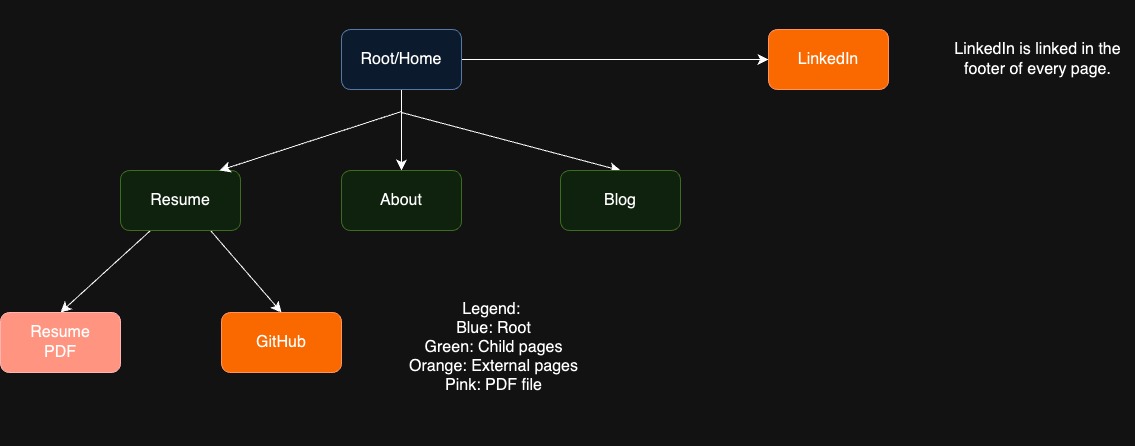 Root/Home
LinkedIn
LinkedIn is linked in the
footer of every page.
Resume
About
Blog
Resume
PDF
GitHub
Legend:
Blue: Root
Green: Child pages
Orange: External pages
Pink: PDF file